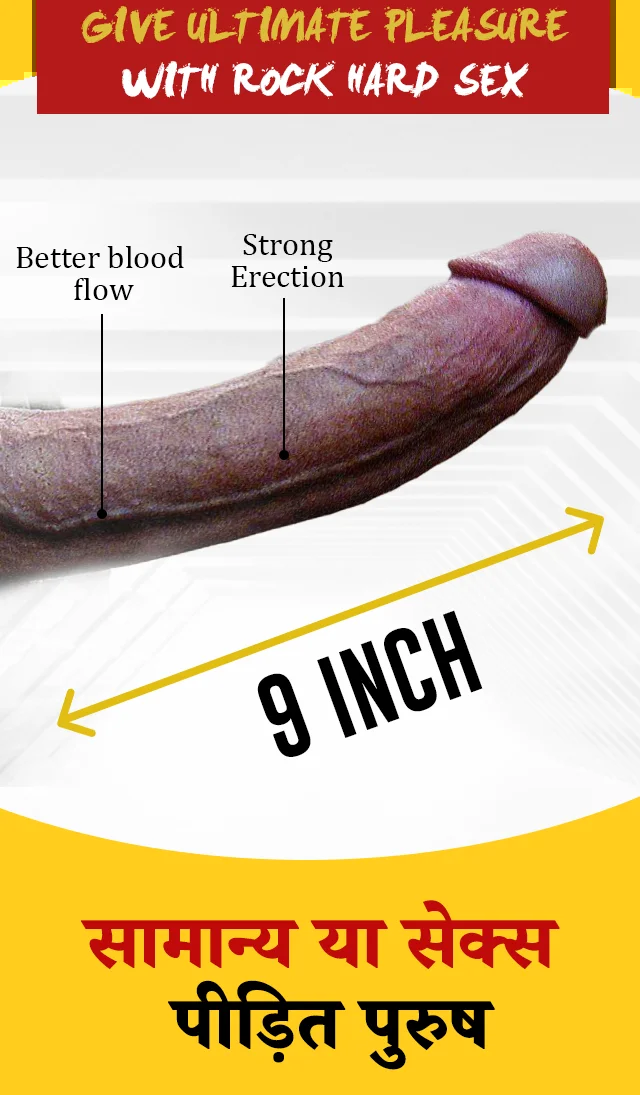 GIVE ULTIMATE PLEASURE
WITH ROCK HARD SEX
Better blood
flow
Strong
Erection
9 INCH
सामान्य या सेक्स
पीड़ित पुरुष